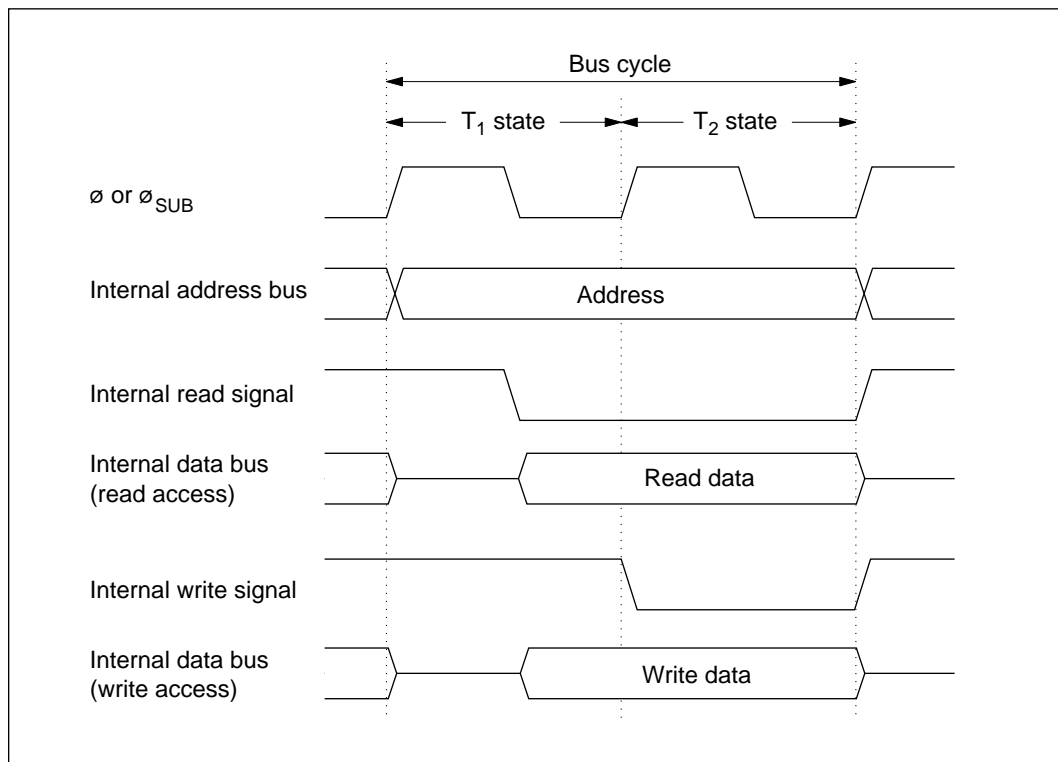 Bus cycle
T₁ state
T₂ state
ø or ø_SUB
Internal address bus
Address
Internal read signal
Internal data bus
(read access)
Read data
Internal write signal
Internal data bus
(write access)
Write data